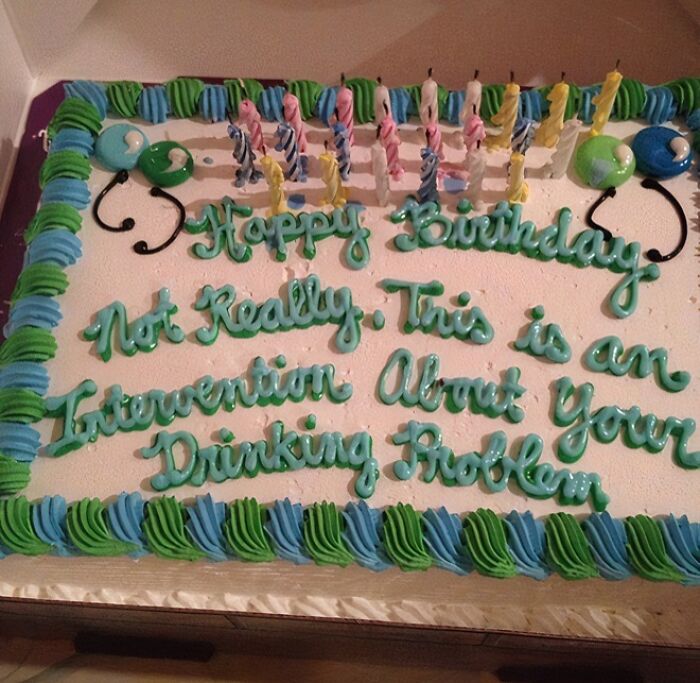 Happy Birthday
Not Really. This is an
Intervention About Your
Drinking Problem